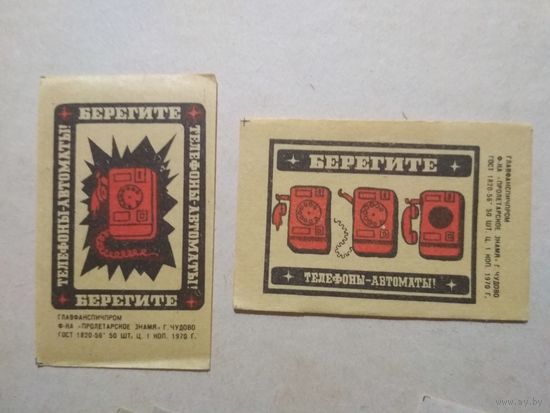 БЕРЕГИТЕ
ТЕЛЕФОНЫ-АВТОМАТЫ!
ТЕЛЕФОНЫ-АВТОМАТЫ!
БЕРЕГИТЕ
ГЛАВФАНСПИЧПРОМ
Ф-КА «ПРОЛЕТАРСКОЕ ЗНАМЯ» Г. ЧУДОВО
ГОСТ 1820-56* 50 ШТ. Ц. 1 КОП. 1970 Г.
БЕРЕГИТЕ
ТЕЛЕФОНЫ-АВТОМАТЫ!
ГЛАВФАНСПИЧПРОМ
Ф-КА «ПРОЛЕТАРСКОЕ ЗНАМЯ» Г. ЧУДОВО
ГОСТ 1820-56* 50 ШТ. Ц. 1 КОП. 1970 Г.
ay.by